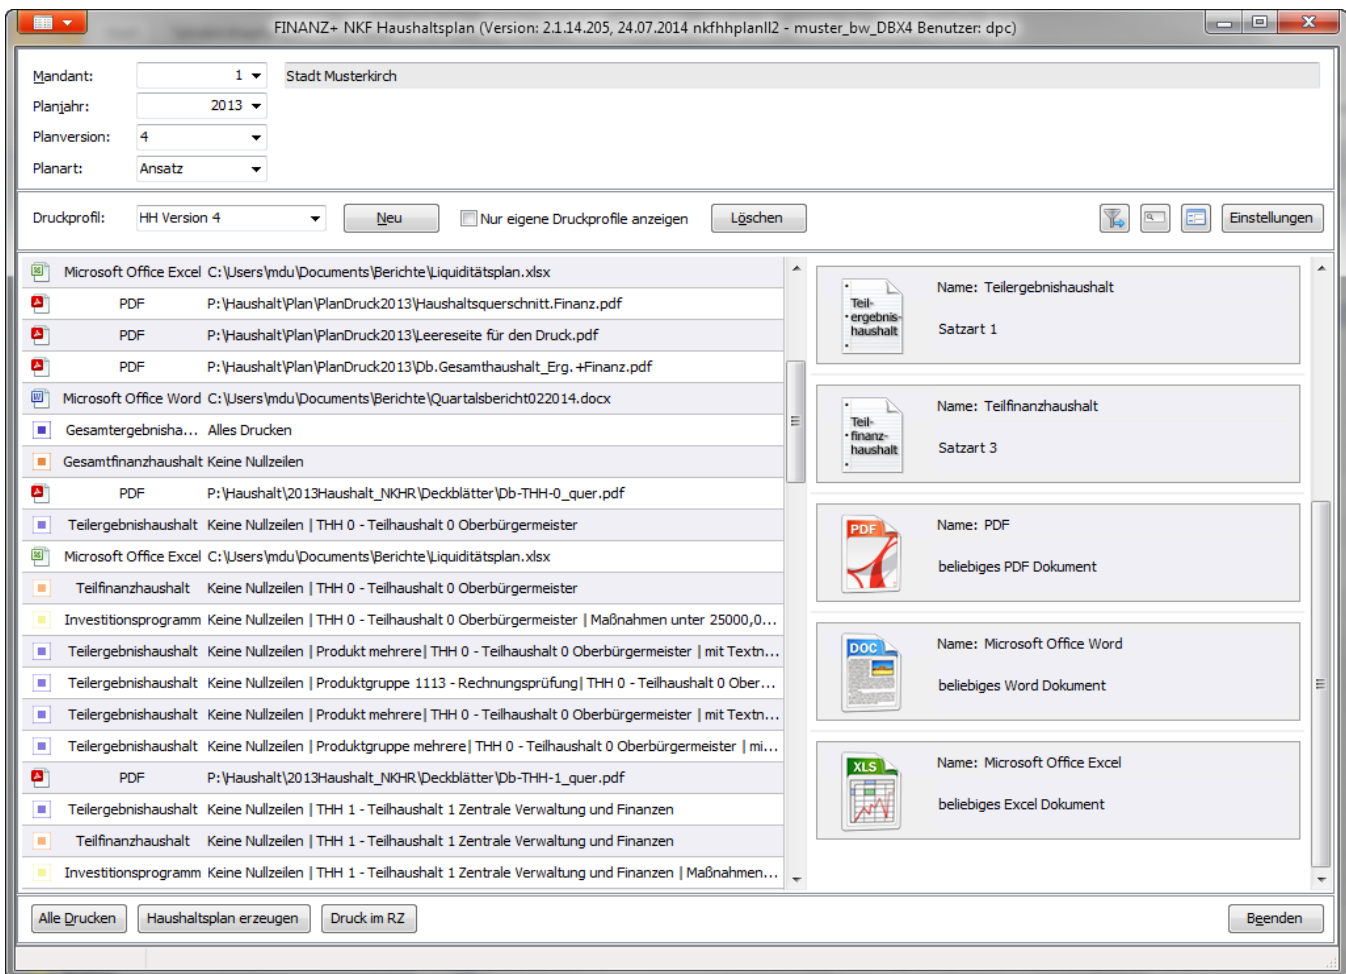 FINANZ+ NKF Haushaltsplan (Version: 2.1.14.205, 24.07.2014 nkfhhplanII2 - muster_bw_DBX4 Benutzer: dpc)
Mandant: 1 Stadt Musterkirch
Planjahr: 2013
Planversion: 4
Planart: Ansatz
Druckprofil: HH Version 4 Neu Nur eigene Druckprofile anzeigen Löschen Einstellungen
Microsoft Office Excel C:\Users\mdu\Documents\Berichte\Liquiditätsplan.xlsx
PDF P:\Haushalt\Plan\PlanDruck2013\Haushaltsquerschnitt.Finanz.pdf
PDF P:\Haushalt\Plan\PlanDruck2013\Leereseite für den Druck.pdf
PDF P:\Haushalt\Plan\PlanDruck2013\Db.Gesamthaushalt_Erg.+Finanz.pdf
Microsoft Office Word C:\Users\mdu\Documents\Berichte\Quartalsbericht022014.docx
Gesamtergebnisha... Alles Drucken
Gesamtfinanzhaushalt Keine Nullzeilen
PDF P:\Haushalt\2013Haushalt_NKHR\Deckblätter\Db-THH-0_quer.pdf
Teilergebnishaushalt Keine Nullzeilen | THH 0 - Teilhaushalt 0 Oberbürgermeister
Microsoft Office Excel C:\Users\mdu\Documents\Berichte\Liquiditätsplan.xlsx
Teilfinanzhaushalt Keine Nullzeilen | THH 0 - Teilhaushalt 0 Oberbürgermeister
Investitionsprogramm Keine Nullzeilen | THH 0 - Teilhaushalt 0 Oberbürgermeister | Maßnahmen unter 25000,0...
Teilergebnishaushalt Keine Nullzeilen | Produkt mehrere| THH 0 - Teilhaushalt 0 Oberbürgermeister | mit Textn...
Teilergebnishaushalt Keine Nullzeilen | Produktgruppe 1113 - Rechnungsprüfung| THH 0 - Teilhaushalt 0 Ober...
Teilergebnishaushalt Keine Nullzeilen | Produkt mehrere| THH 0 - Teilhaushalt 0 Oberbürgermeister | mit Textn...
Teilergebnishaushalt Keine Nullzeilen | Produktgruppe mehrere| THH 0 - Teilhaushalt 0 Oberbürgermeister | mi...
PDF P:\Haushalt\2013Haushalt_NKHR\Deckblätter\Db-THH-1_quer.pdf
Teilergebnishaushalt Keine Nullzeilen | THH 1 - Teilhaushalt 1 Zentrale Verwaltung und Finanzen
Teilfinanzhaushalt Keine Nullzeilen | THH 1 - Teilhaushalt 1 Zentrale Verwaltung und Finanzen
Investitionsprogramm Keine Nullzeilen | THH 1 - Teilhaushalt 1 Zentrale Verwaltung und Finanzen | Maßnahmen...
Teil-
ergebnis-
haushalt
Name: Teilergebnishaushalt
Satzart 1
Teil-
finanz-
haushalt
Name: Teilfinanzhaushalt
Satzart 3
PDF
Name: PDF
beliebiges PDF Dokument
DOC
Name: Microsoft Office Word
beliebiges Word Dokument
XLS
Name: Microsoft Office Excel
beliebiges Excel Dokument
Alle Drucken Haushaltsplan erzeugen Druck im RZ Beenden